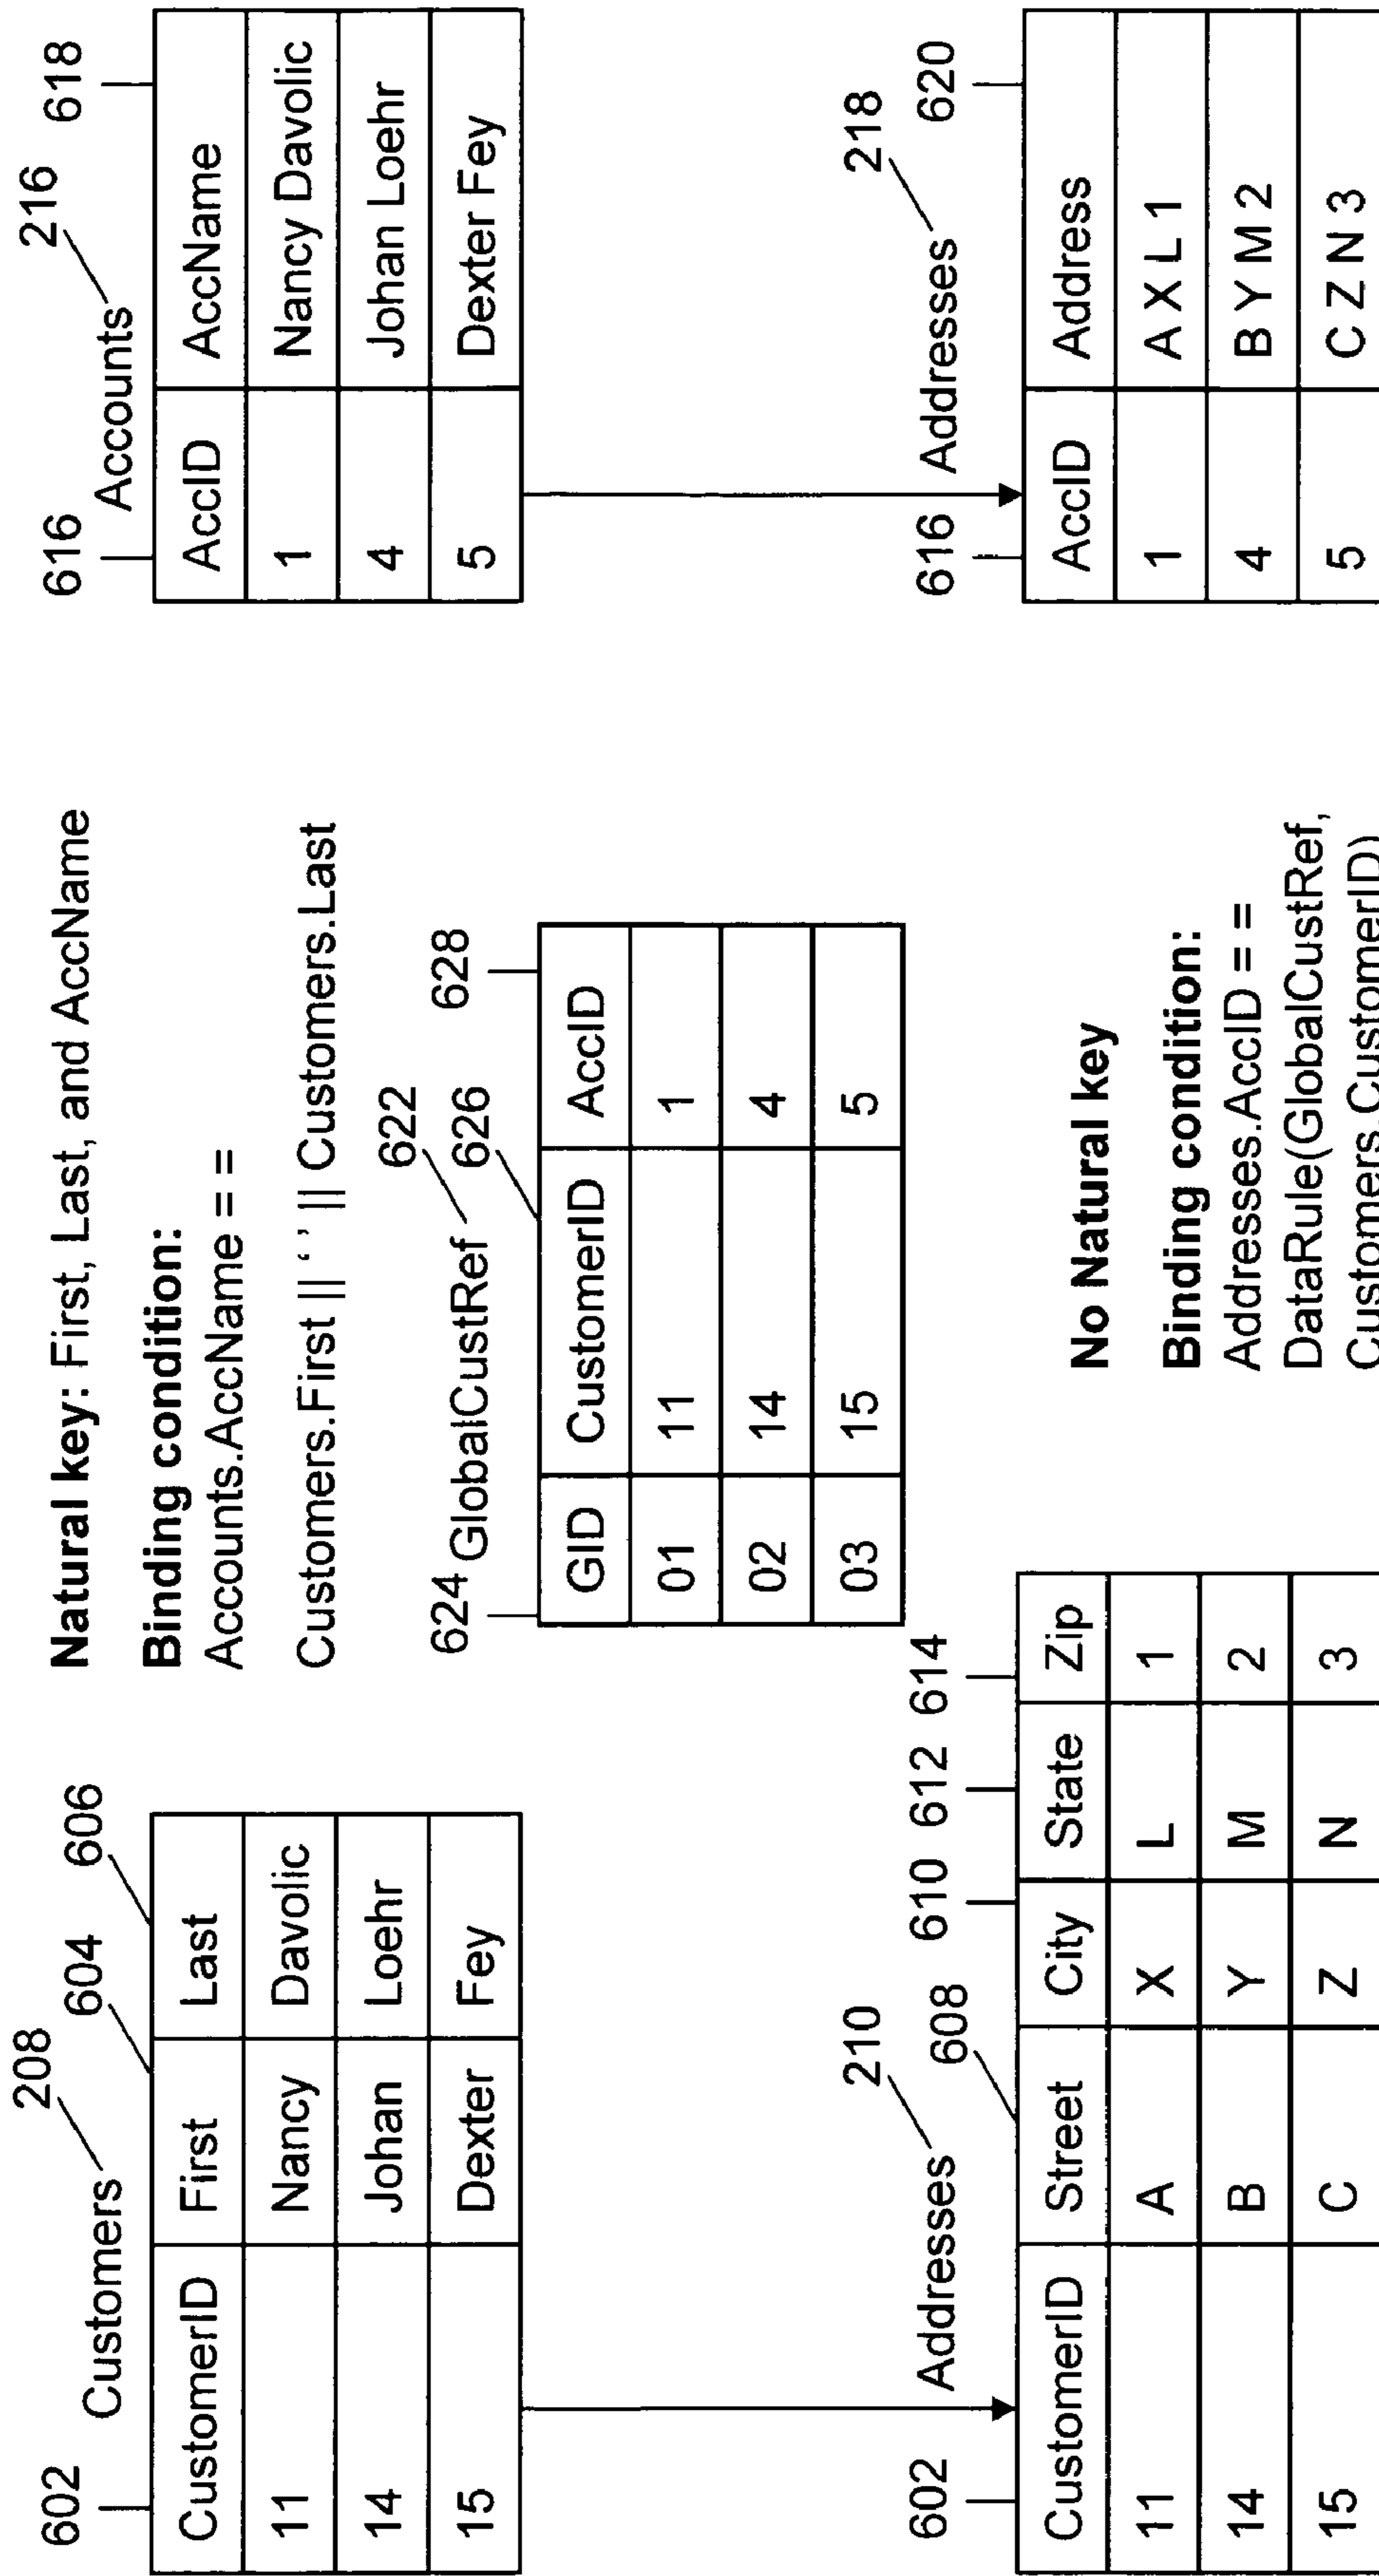 208
602 Customers 604 606
CustomerID First Last
11 Nancy Davolic
14 Johan Loehr
15 Dexter Fey
Natural key: First, Last, and AccName
Binding condition:
Accounts.AccName = =
Customers.First || ‘ ’ || Customers.Last
216
616 Accounts 618
AccID AccName
1 Nancy Davolic
4 Johan Loehr
5 Dexter Fey
622
624 GlobalCustRef 626 628
GID CustomerID AccID
01 11 1
02 14 4
03 15 5
210
602 Addresses 608 610 612 614
CustomerID Street City State Zip
11 A X L 1
14 B Y M 2
15 C Z N 3
No Natural key
Binding condition:
Addresses.AccID = =
DataRule(GlobalCustRef,
Customers.CustomerID)
218
616 Addresses 620
AccID Address
1 A X L 1
4 B Y M 2
5 C Z N 3